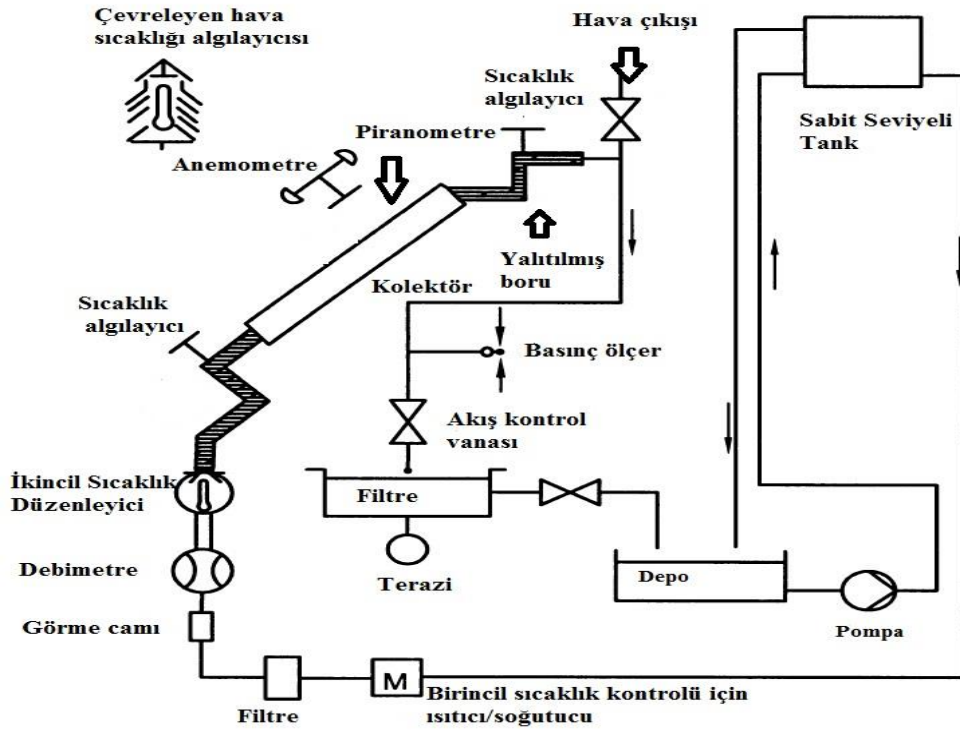 Çevreleyen hava
sıcaklığı algılayıcısı
Hava çıkışı
Sıcaklık
algılayıcı
Piranometre
Anemometre
Sabit Seviyeli
Tank
Yalıtılmış
boru
Kolektör
Sıcaklık
algılayıcı
Basınç ölçer
Akış kontrol
vanası
İkincil Sıcaklık
Düzenleyici
Filtre
Debimetre
Terazi
Depo
Görme camı
Pompa
M
Birincil sıcaklık kontrolü için
ısıtıcı/soğutucu
Filtre